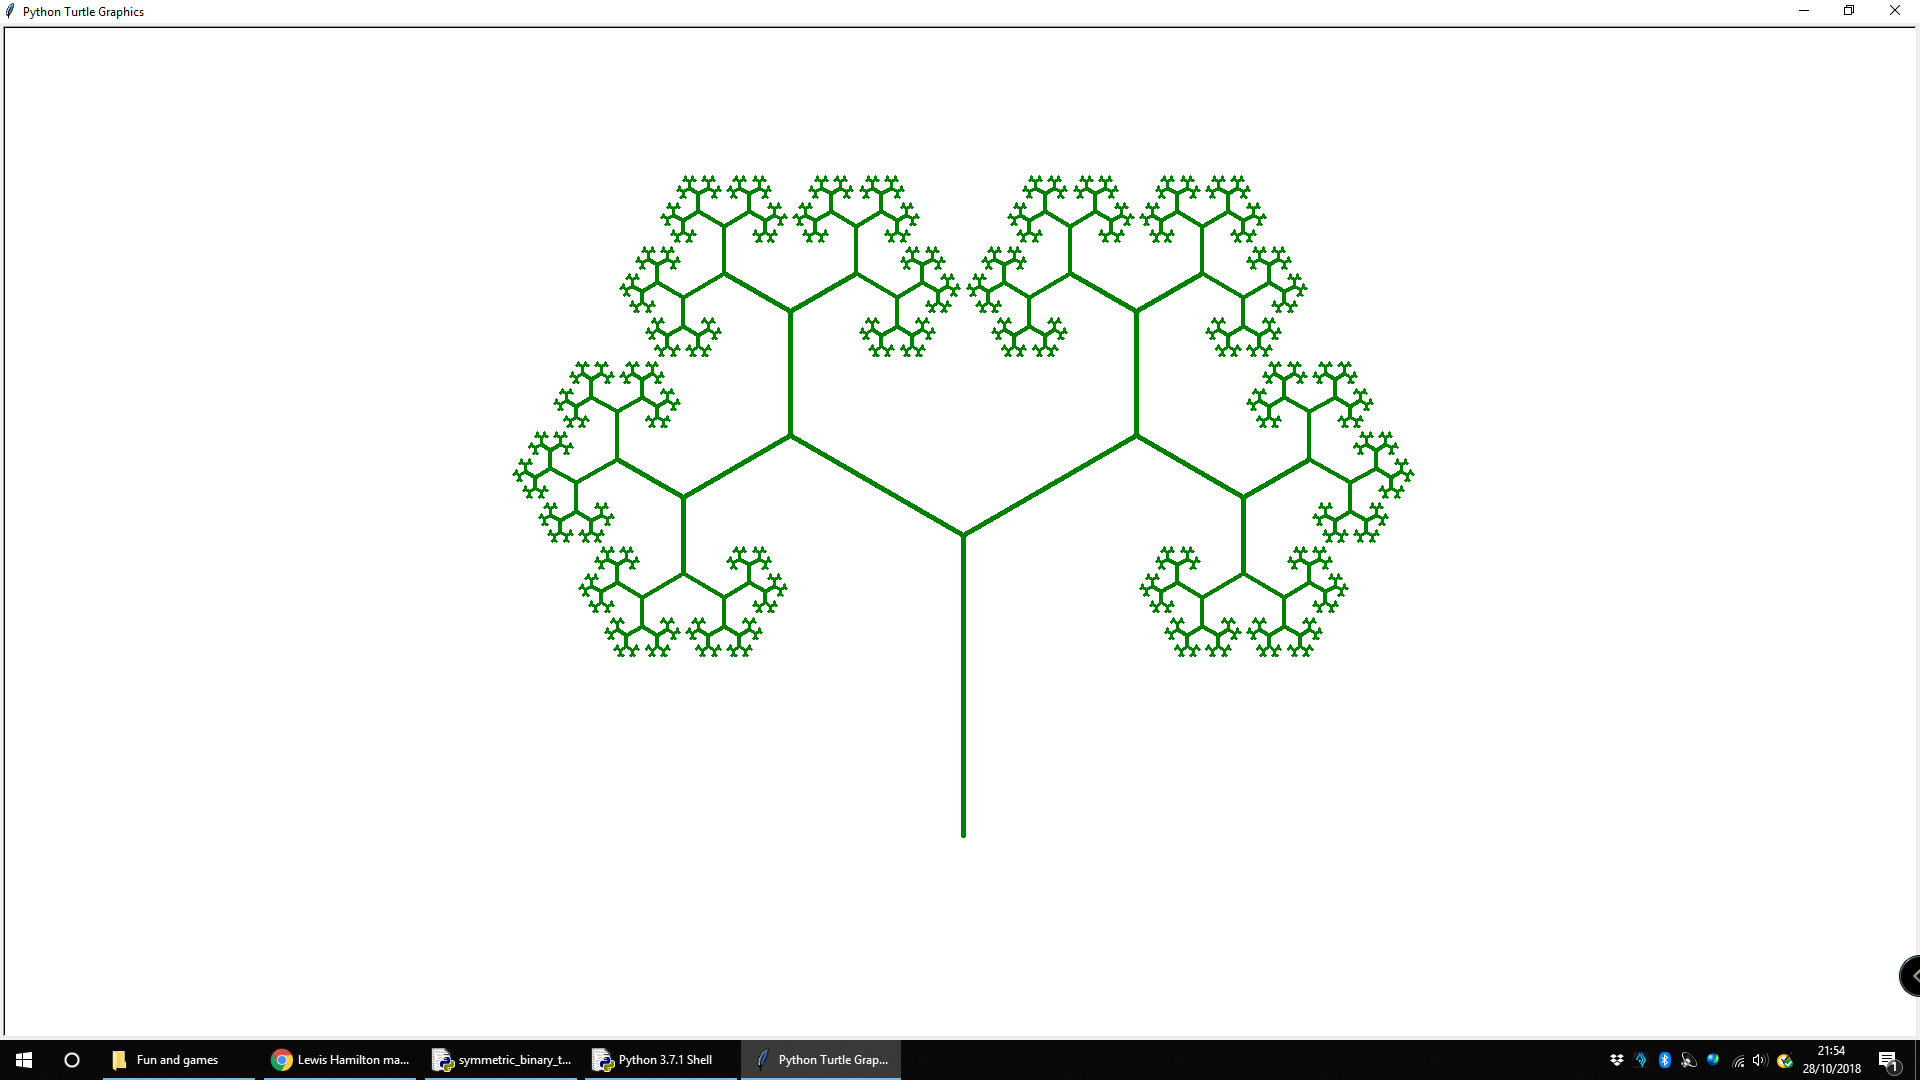 Python Turtle Graphics
Fun and games
Lewis Hamilton ma...
symmetric_binary_t...
Python 3.7.1 Shell
Python Turtle Grap...
21:54
28/10/2018
1